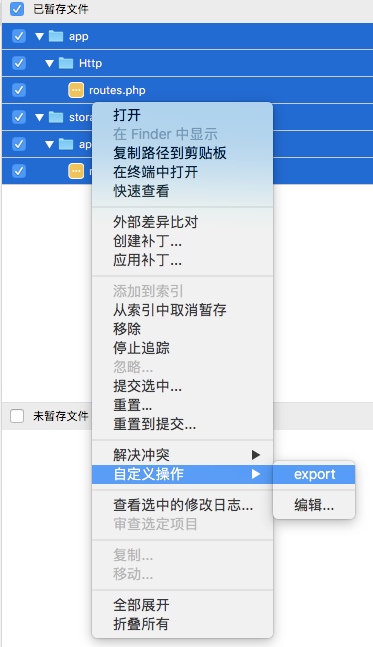 已暂存文件
app
Http
routes.php
打开
在 Finder 中显示
复制路径到剪贴板
在终端中打开
快速查看
外部差异比对
创建补丁...
应用补丁...
添加到索引
从索引中取消暂存
移除
停止追踪
忽略...
提交选中...
重置...
重置到提交...
未暂存文件
解决冲突
自定义操作
export
查看选中的修改日志...
编辑...
审查选定项目
复制...
移动...
全部展开
折叠所有